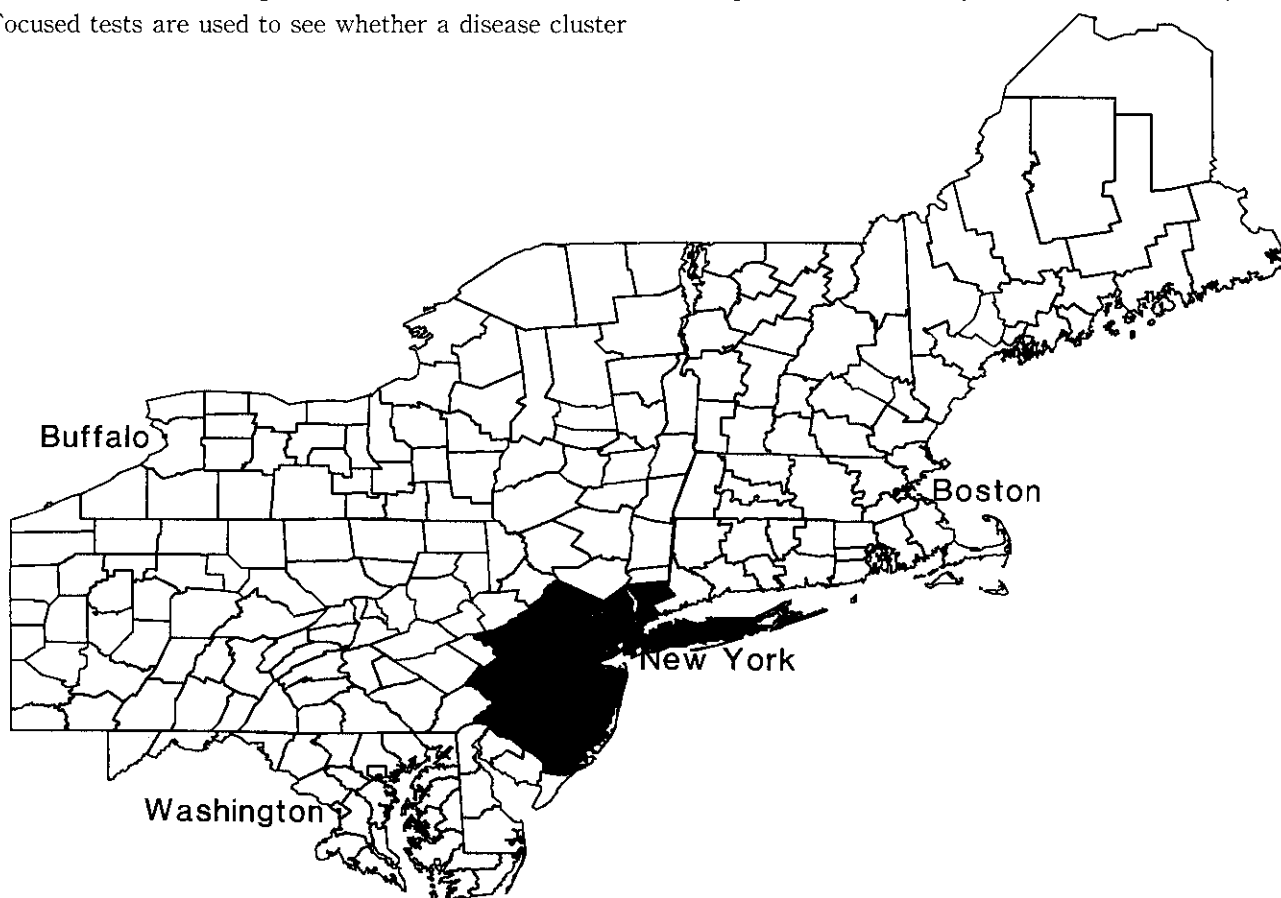 focused tests are used to see whether a disease cluster
Buffalo
Boston
New York
Washington